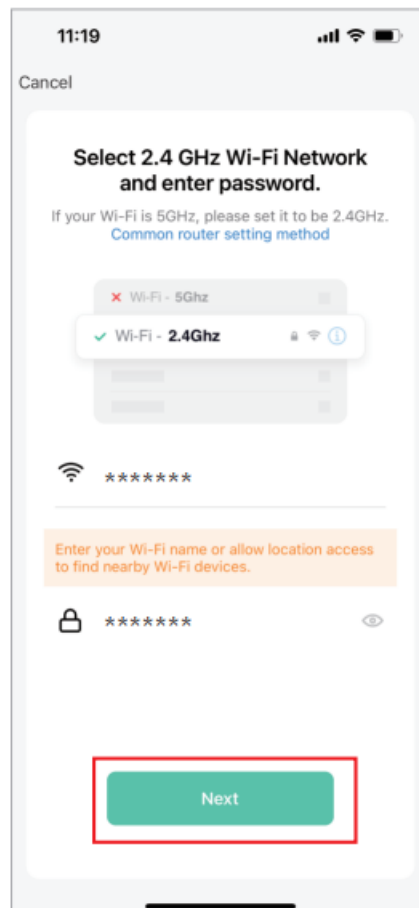 11:19
Cancel
Select 2.4 GHz Wi-Fi Network
and enter password.
If your Wi-Fi is 5GHz, please set it to be 2.4GHz.
Common router setting method
Wi-Fi - 5Ghz
Wi-Fi - 2.4Ghz
*******
Enter your Wi-Fi name or allow location access
to find nearby Wi-Fi devices.
*******
Next